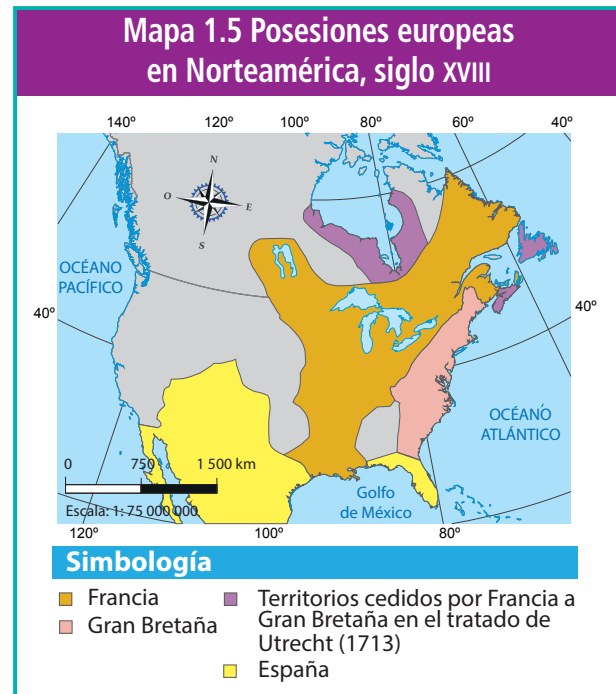 Mapa 1.5 Posesiones europeas
en Norteamérica, siglo XVIII
140º 120º 100º 80º 60º 40º
N
O E
S
OCÉANO
PACÍFICO
40º
40º
OCÉANO
ATLÁNTICO
0 750 1 500 km
Golfo
de México
Escala: 1: 75 000 000
120º 100º 80º
Simbología
Francia
Gran Bretaña
Territorios cedidos por Francia a
Gran Bretaña en el tratado de
Utrecht (1713)
España